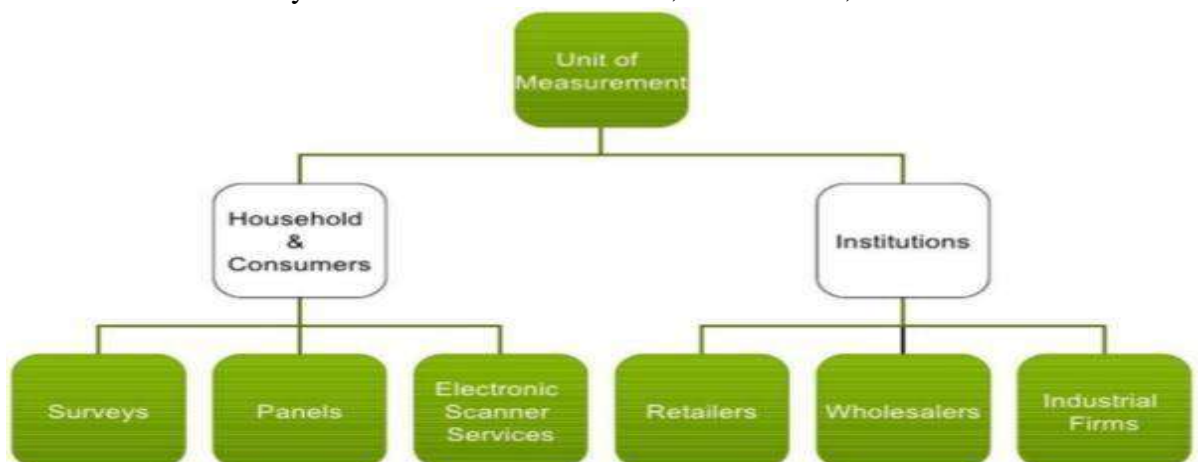 Unit of
Measurement
Household
&
Consumers
Institutions
Surveys
Panels
Electronic
Scanner
Services
Retailers
Wholesalers
Industrial
Firms